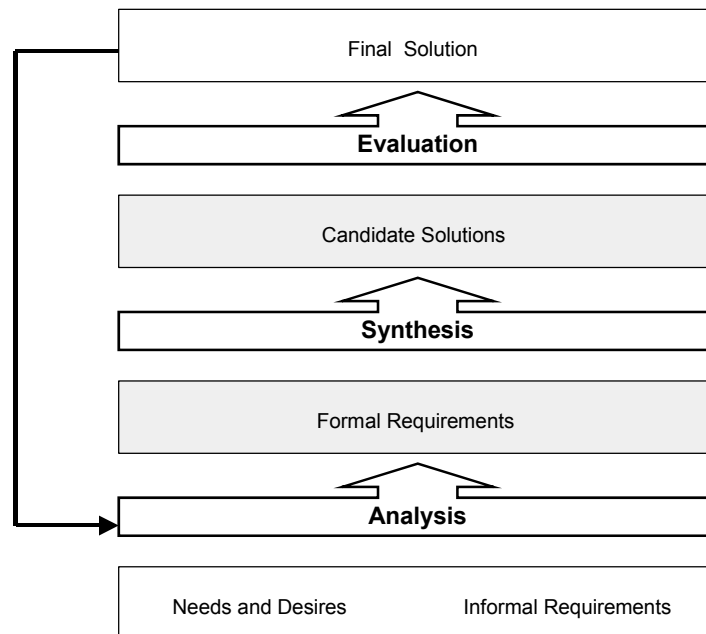 Final Solution
Evaluation
Candidate Solutions
Synthesis
Formal Requirements
Analysis
Needs and Desires Informal Requirements